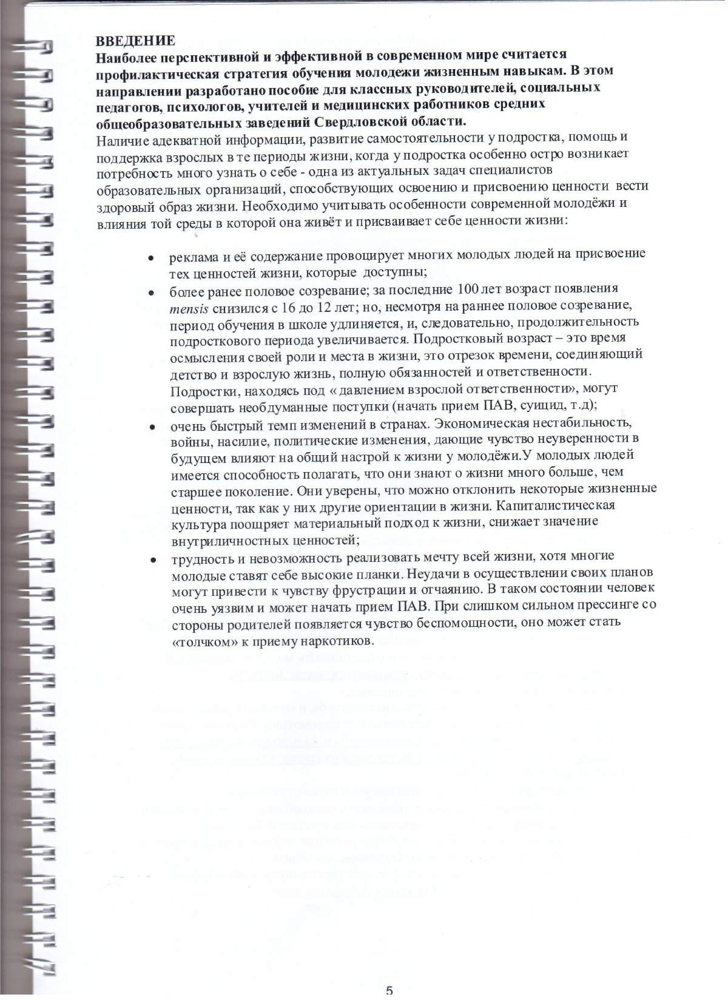 ВВЕДЕНИЕ
Наиболее перспективной и эффективной в современном мире считается
профилактическая стратегия обучения молодежи жизненным навыкам. В этом
направлении разработано пособие для классных руководителей, социальных
педагогов, психологов, учителей и медицинских работников средних
общеобразовательных заведений Свердловской области.
Наличие адекватной информации, развитие самостоятельности у подростка, помощь и
поддержка взрослых в те периоды жизни, когда у подростка особенно остро возникает
потребность много узнать о себе - одна из актуальных задач специалистов
образовательных организаций, способствующих освоению и присвоению ценности вести
здоровый образ жизни. Необходимо учитывать особенности современной молодёжи и
влияния той среды в которой она живёт и присваивает себе ценности жизни:
• реклама и её содержание провоцирует многих молодых людей на присвоение
тех ценностей жизни, которые доступны;
• более ранее половое созревание; за последние 100 лет возраст появления
mensis снизился с 16 до 12 лет; но, несмотря на раннее половое созревание,
период обучения в школе удлиняется, и, следовательно, продолжительность
подросткового периода увеличивается. Подростковый возраст – это время
осмысления своей роли и места в жизни, это отрезок времени, соединяющий
детство и взрослую жизнь, полную обязанностей и ответственности.
Подростки, находясь под « давлением взрослой ответственности», могут
совершать необдуманные поступки (начать прием ПАВ, суицид, т.д);
• очень быстрый темп изменений в странах. Экономическая нестабильность,
войны, насилие, политические изменения, дающие чувство неуверенности в
будущем влияют на общий настрой к жизни у молодёжи.У молодых людей
имеется способность полагать, что они знают о жизни много больше, чем
старшее поколение. Они уверены, что можно отклонить некоторые жизненные
ценности, так как у них другие ориентации в жизни. Капиталистическая
культура поощряет материальный подход к жизни, снижает значение
внутриличностных ценностей;
• трудность и невозможность реализовать мечту всей жизни, хотя многие
молодые ставят себе высокие планки. Неудачи в осуществлении своих планов
могут привести к чувству фрустрации и отчаянию. В таком состоянии человек
очень уязвим и может начать прием ПАВ. При слишком сильном прессинге со
стороны родителей появляется чувство беспомощности, оно может стать
«толчком» к приему наркотиков.
5